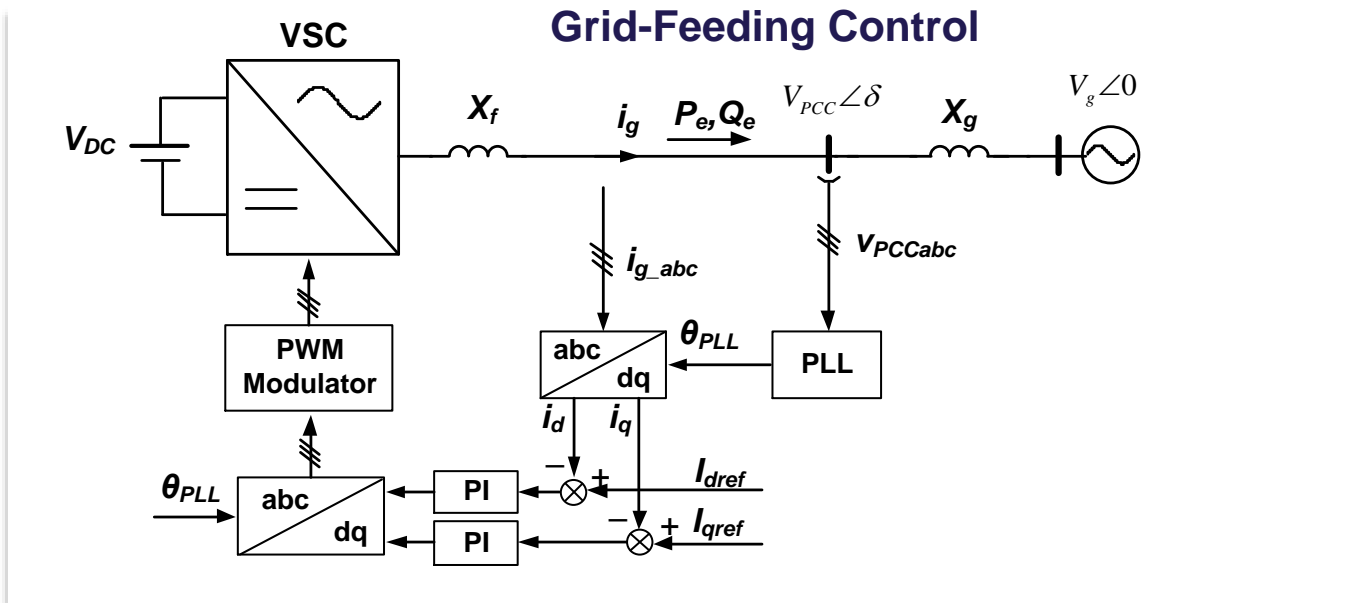 Grid-Feeding Control
VSC
V_DC
X_f
i_g
P_e,Q_e
V_PCC∠δ
X_g
V_g∠0
i_g_abc
v_PCCabc
PWM
Modulator
abc
dq
θ_PLL
PLL
i_d
i_q
θ_PLL
abc
dq
PI
PI
− +
I_dref
− +
I_qref